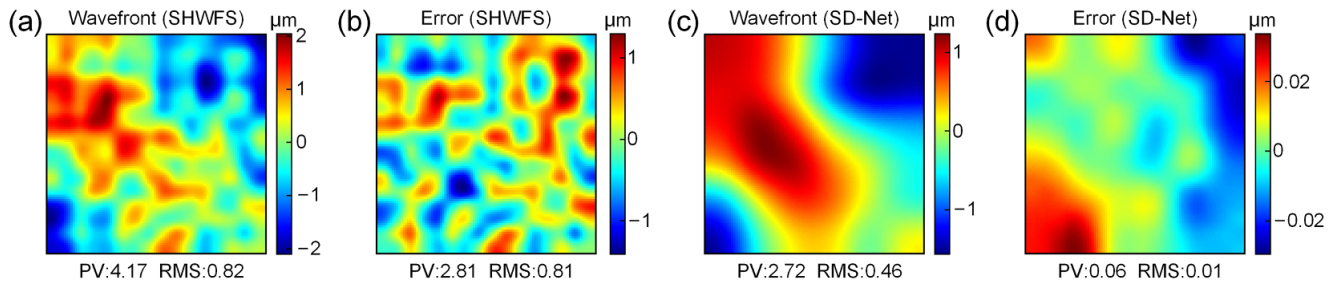 (a) Wavefront (SHWFS) μm
2
1
0
−1
−2
PV:4.17 RMS:0.82
(b) Error (SHWFS) μm
1
0
−1
PV:2.81 RMS:0.81
(c) Wavefront (SD-Net) μm
1
0
−1
PV:2.72 RMS:0.46
(d) Error (SD-Net) μm
0.02
0
−0.02
PV:0.06 RMS:0.01